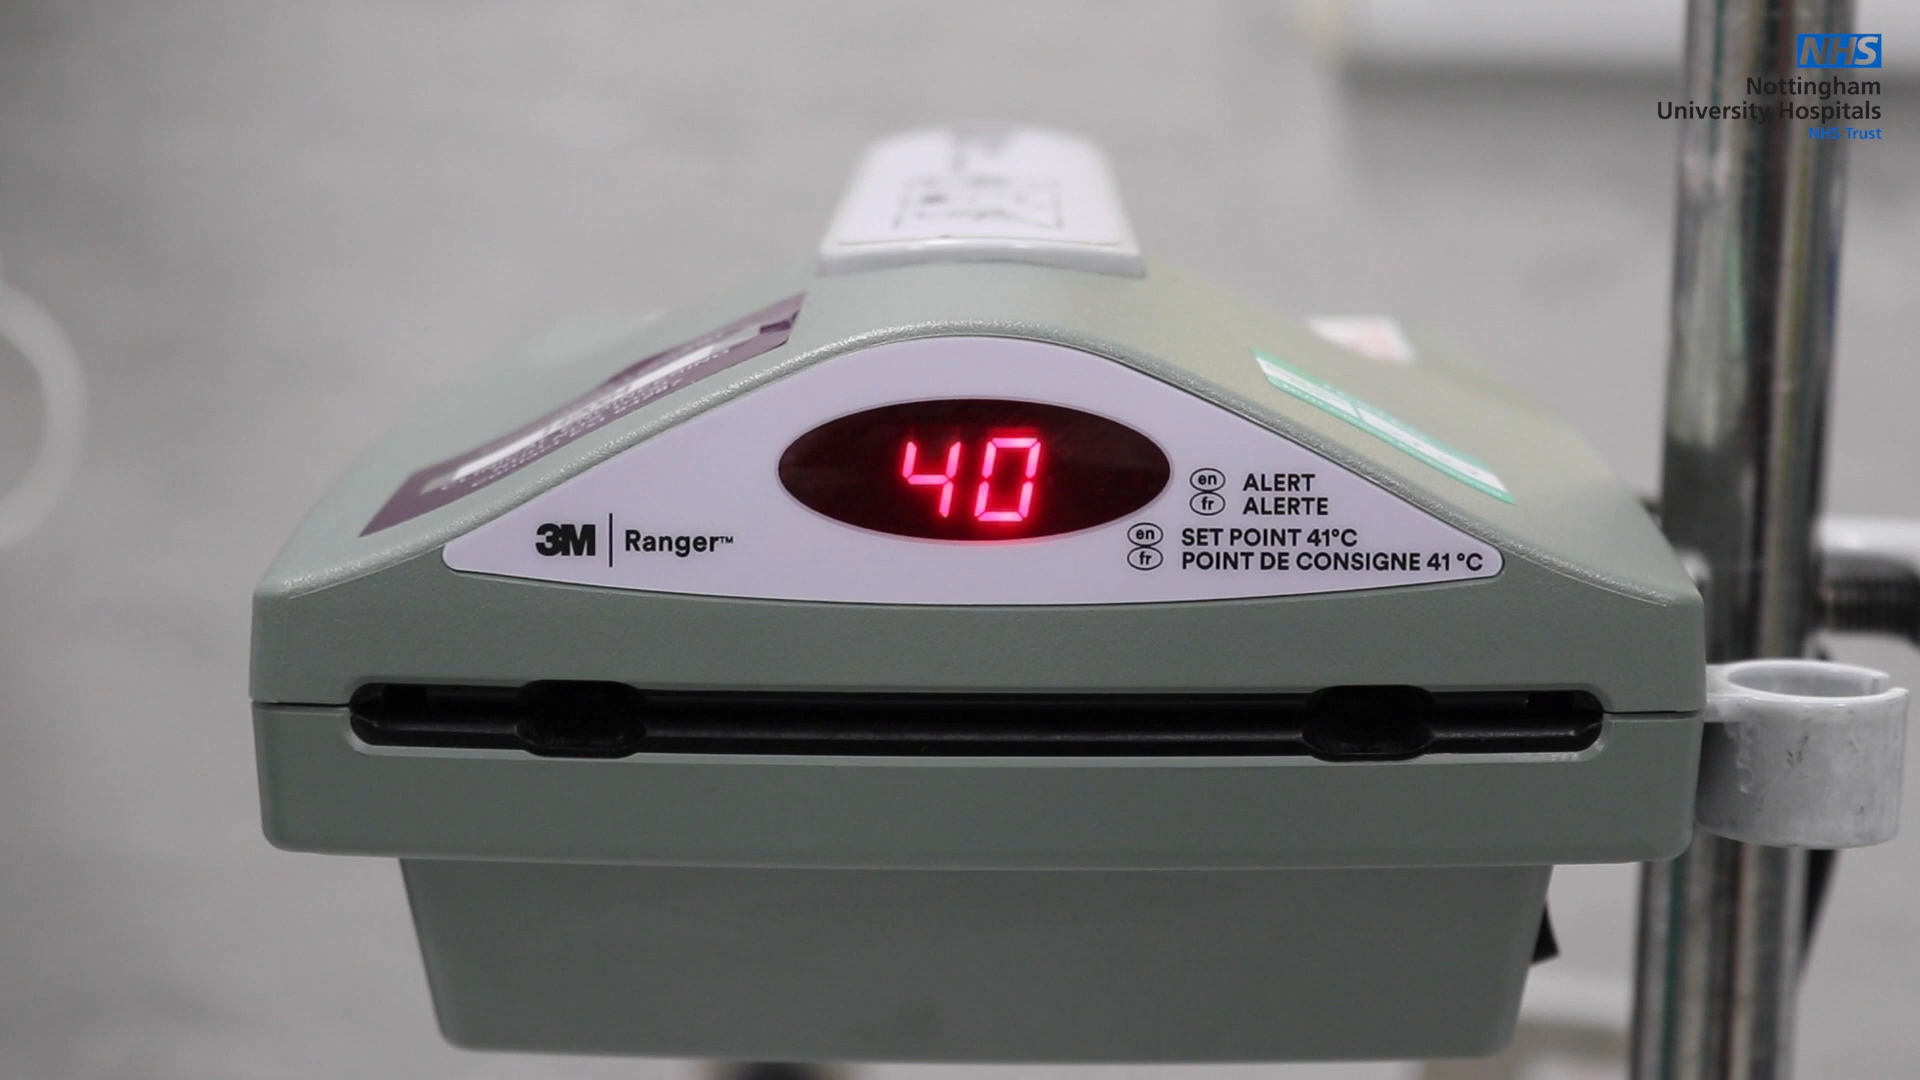 NHS
Nottingham
University Hospitals
NHS Trust
40
en ALERT
fr ALERTE
en SET POINT 41°C
fr POINT DE CONSIGNE 41 °C
3M Ranger™